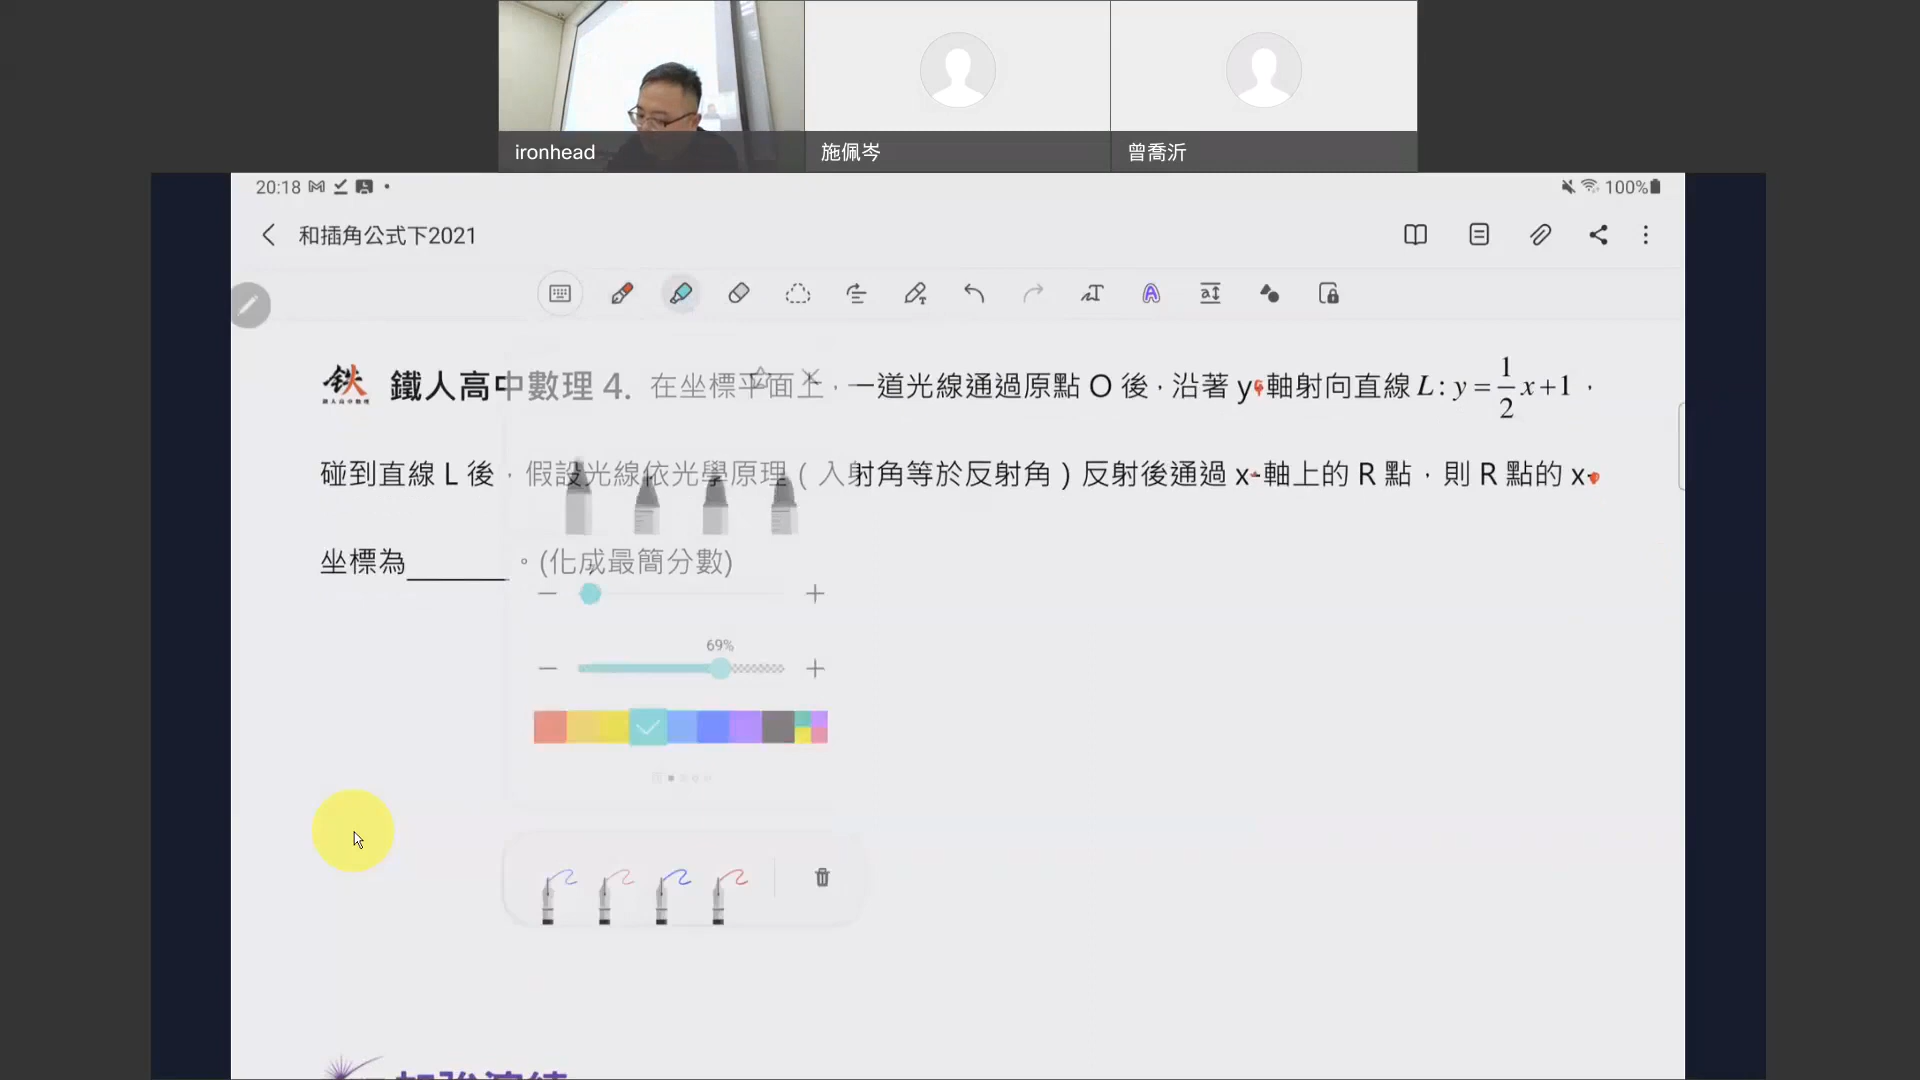 ironhead
施佩岑
曾喬沂
20:18
100%
和插角公式下2021
鐵人高中數理 4. 在坐標平面上，一道光線通過原點 O 後，沿著 y 軸射向直線 L: y = 1/2 x+1，
碰到直線 L 後，假設光線依光學原理（入射角等於反射角）反射後通過 x 軸上的 R 點，則 R 點的 x
坐標為______。(化成最簡分數)
69%